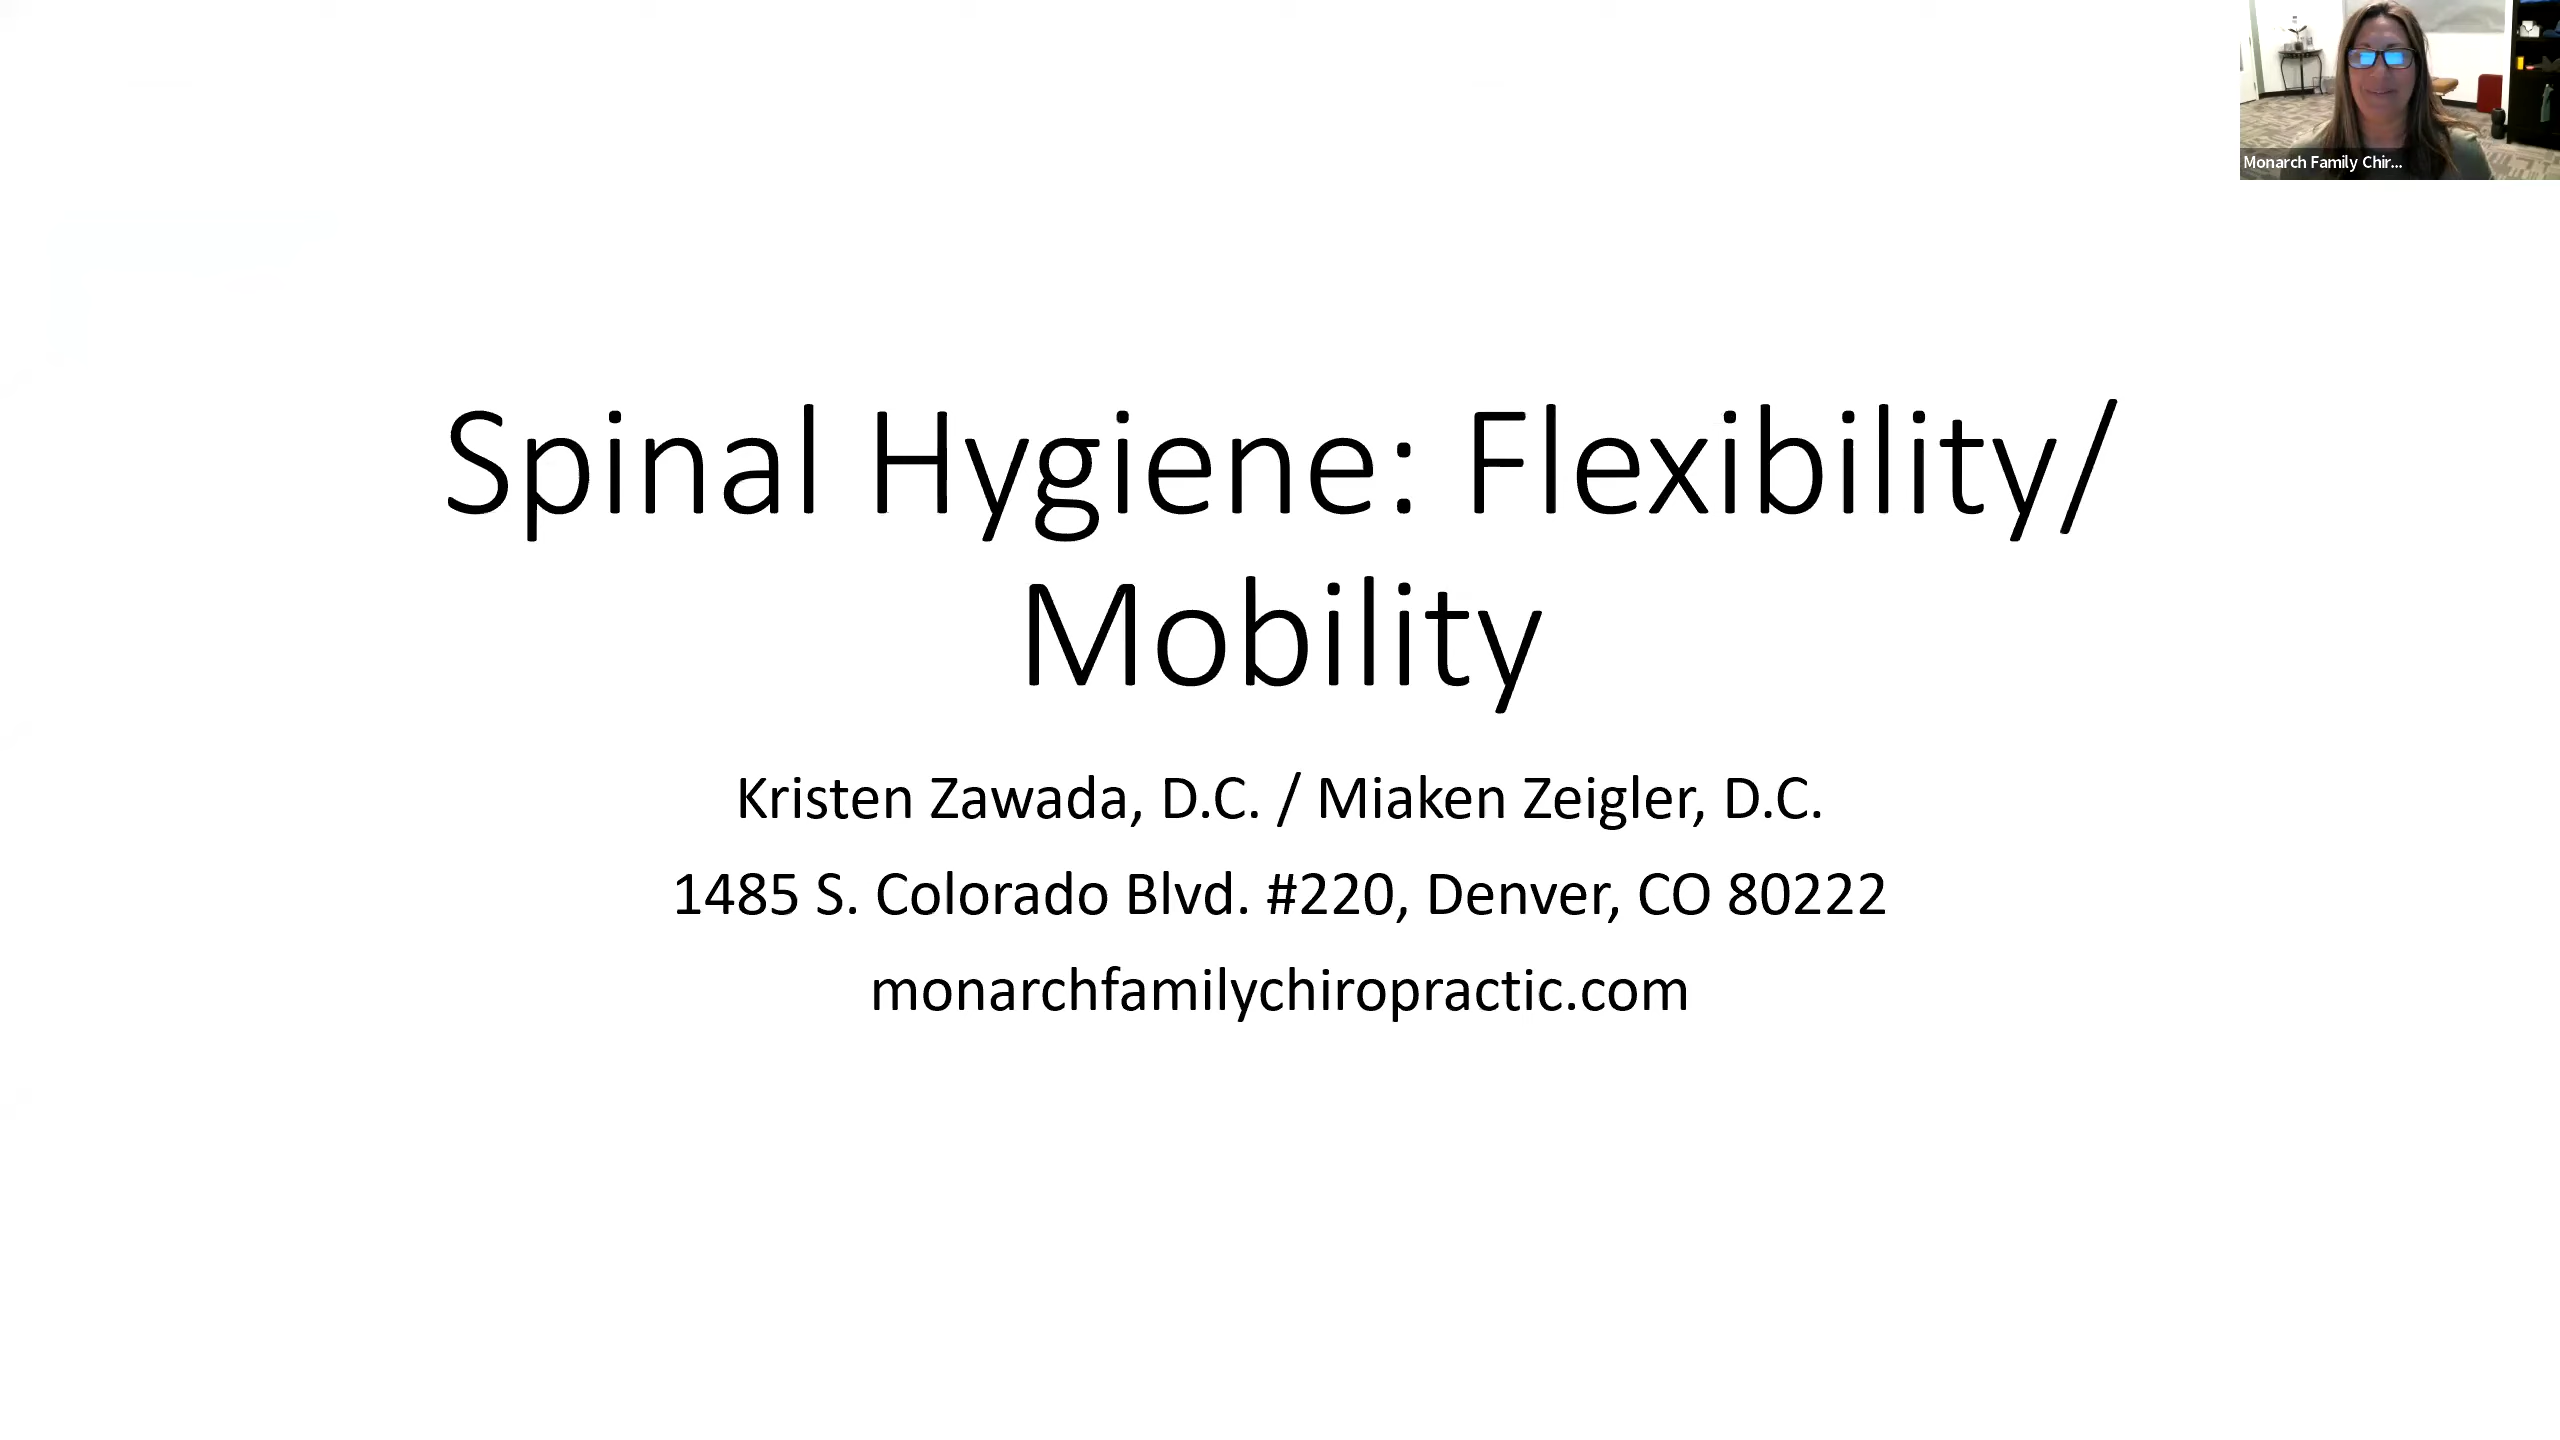 Monarch Family Chir...
Spinal Hygiene: Flexibility/
Mobility
Kristen Zawada, D.C. / Miaken Zeigler, D.C.
1485 S. Colorado Blvd. #220, Denver, CO 80222
monarchfamilychiropractic.com